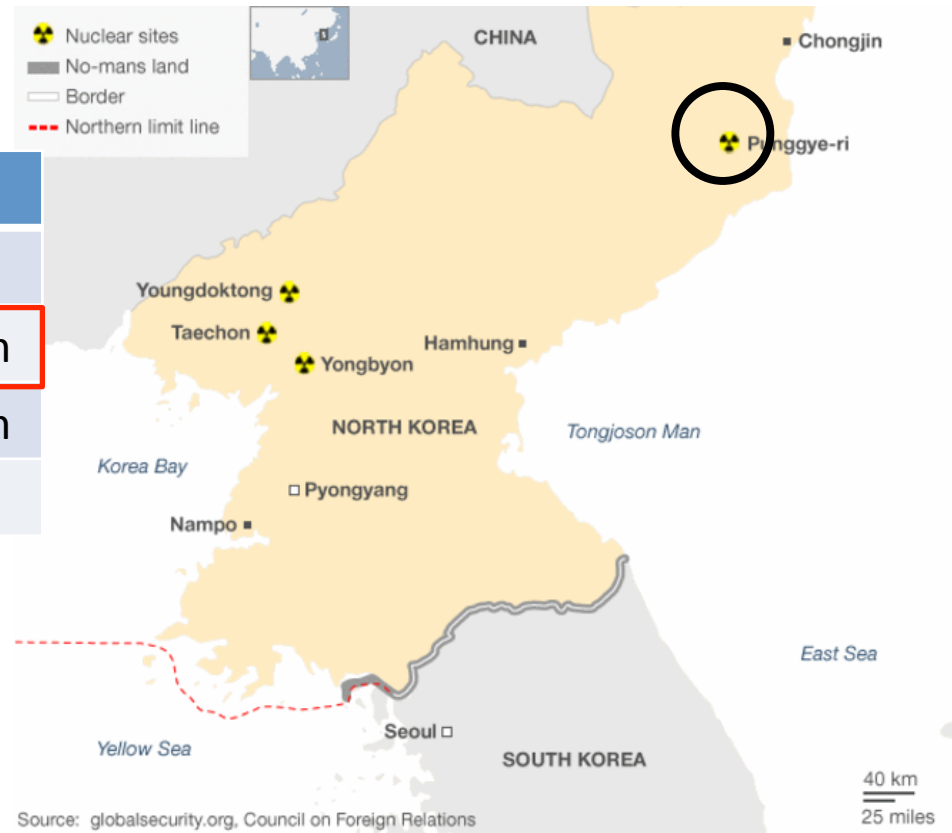 Nuclear sites
No-mans land
Border
Northern limit line
CHINA
Chongjin
Punggye-ri
Youngdoktong
Taechon
Yongbyon
Hamhung
NORTH KOREA
Tongjoson Man
Korea Bay
Pyongyang
Nampo
East Sea
Seoul
Yellow Sea
SOUTH KOREA
40 km
25 miles
Source: globalsecurity.org, Council on Foreign Relations